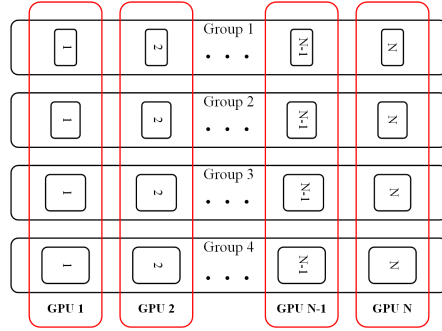 Group 1
1 2 . . . N-1 N
Group 2
1 2 . . . N-1 N
Group 3
1 2 . . . N-1 N
Group 4
1 2 . . . N-1 N
GPU 1 GPU 2 GPU N-1 GPU N